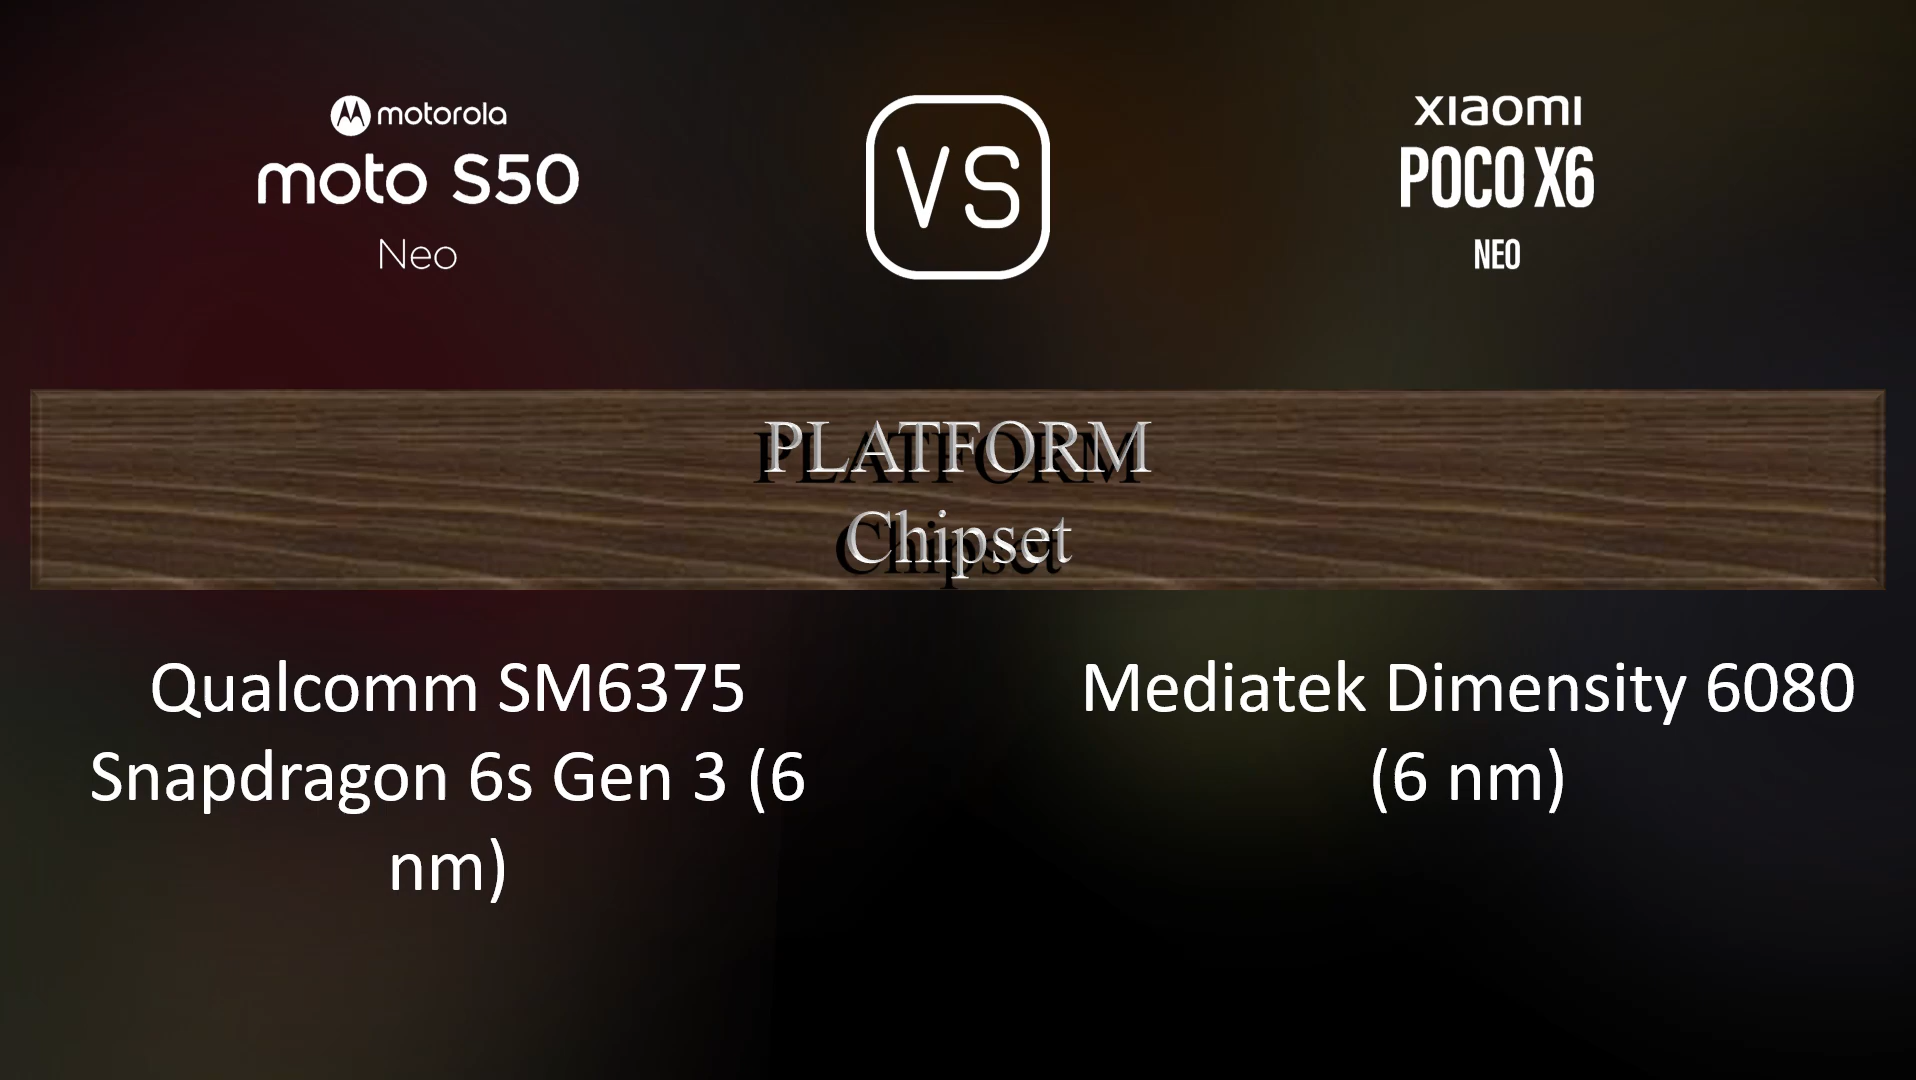 motorola
moto S50
Neo
VS
xiaomi
POCO X6
NEO
PLATFORM
Chipset
Qualcomm SM6375
Snapdragon 6s Gen 3 (6
nm)
Mediatek Dimensity 6080
(6 nm)